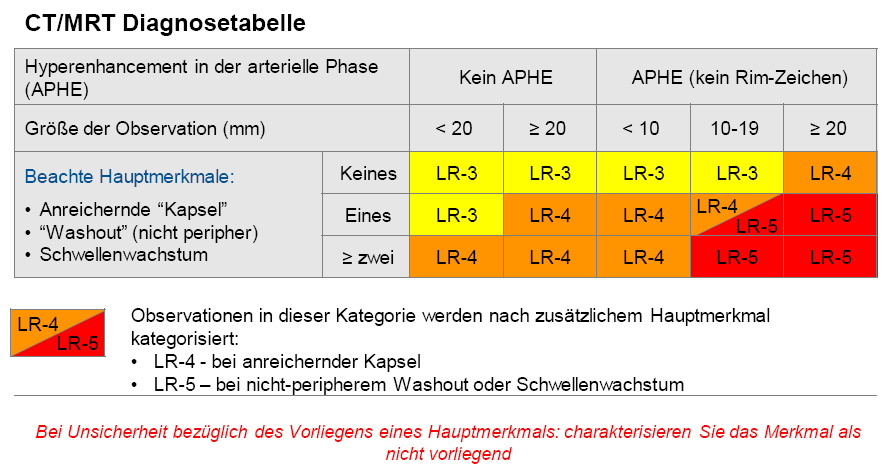 CT/MRT Diagnosetabelle
Hyperenhancement in der arterielle Phase
(APHE)
Kein APHE
APHE (kein Rim-Zeichen)
Größe der Observation (mm)
< 20
≥ 20
< 10
10-19
≥ 20
Beachte Hauptmerkmale:
• Anreichernde “Kapsel”
• “Washout” (nicht peripher)
• Schwellenwachstum
Keines
LR-3
LR-3
LR-3
LR-3
LR-4
Eines
LR-3
LR-4
LR-4
LR-4
LR-5
LR-5
≥ zwei
LR-4
LR-4
LR-4
LR-5
LR-5
LR-4
LR-5
Observationen in dieser Kategorie werden nach zusätzlichem Hauptmerkmal
kategorisiert:
• LR-4 - bei anreichernder Kapsel
• LR-5 – bei nicht-peripherem Washout oder Schwellenwachstum
Bei Unsicherheit bezüglich des Vorliegens eines Hauptmerkmals: charakterisieren Sie das Merkmal als
nicht vorliegend